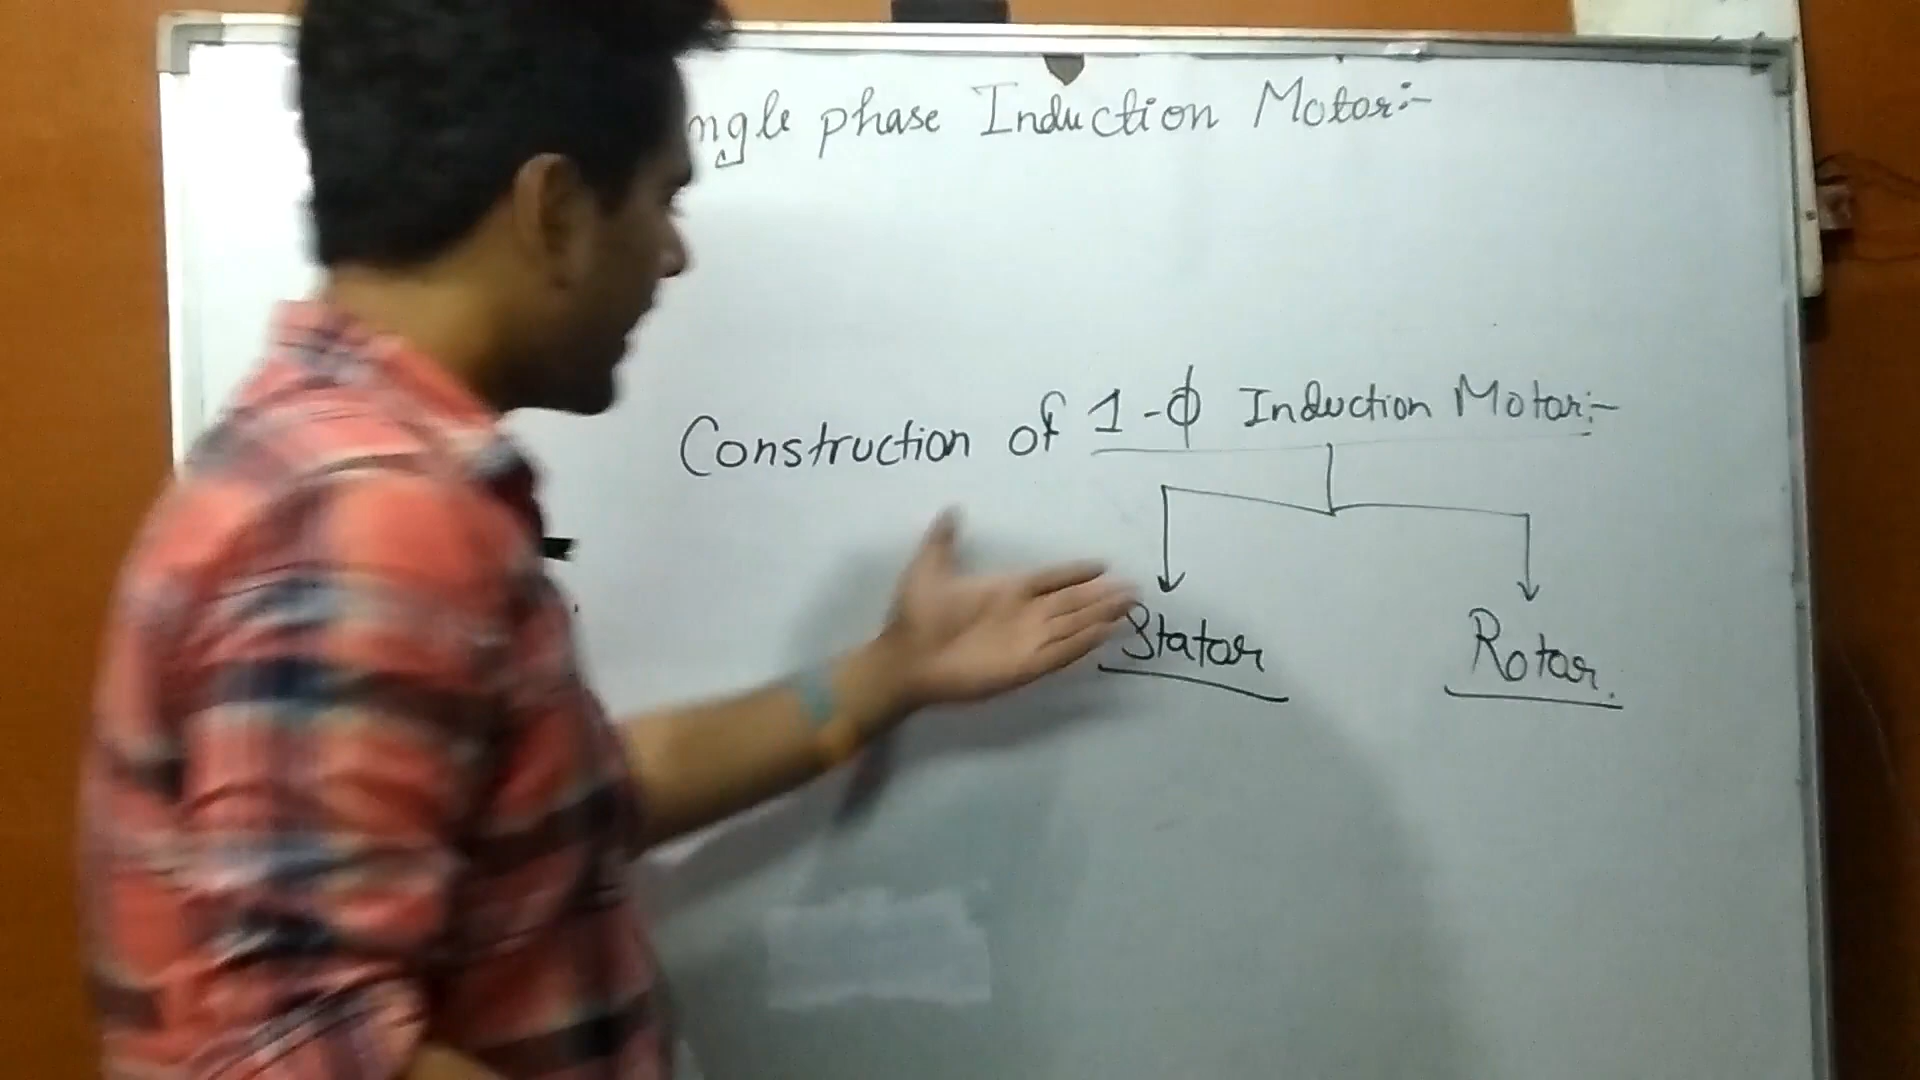 ngle phase Induction Motor:-
Construction of 1-ϕ Induction Motor:-
Stator
Rotor.